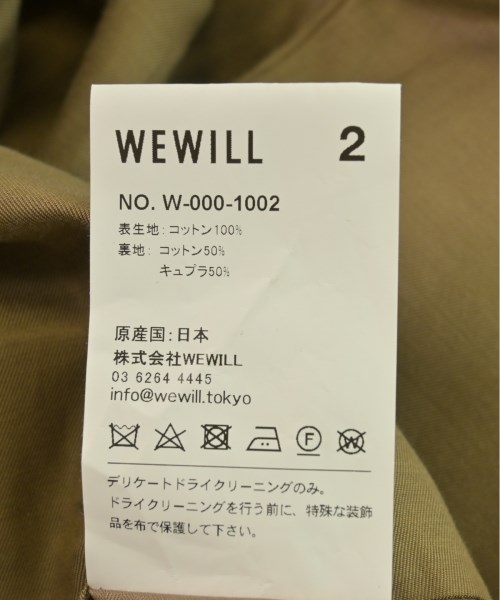 WEWILL 2
NO. W-000-1002
表生地: コットン100%
裏地: コットン50%
キュプラ50%
原産国: 日本
株式会社WEWILL
03 6264 4445
info@wewill.tokyo
F W
デリケートドライクリーニングのみ。
ドライクリーニングを行う前に、特殊な装飾
品を布で保護して下さい。